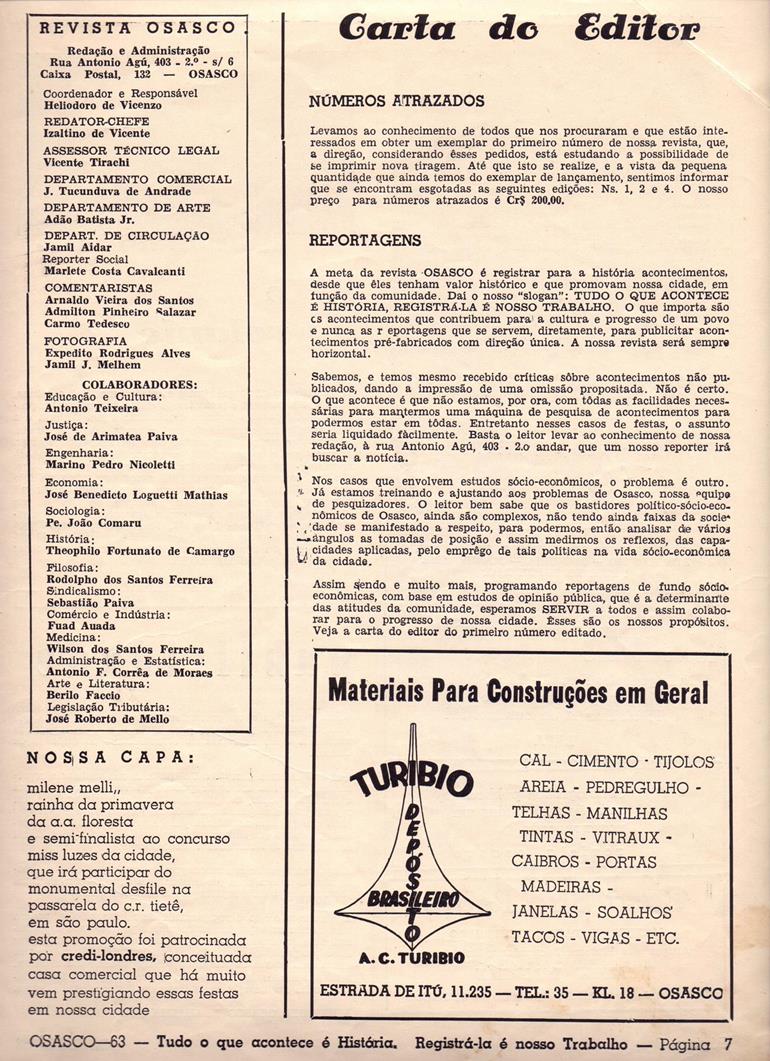 REVISTA OSASCO
Redação e Administração
Rua Antonio Agú, 403 - 2.º - s/ 6
Caixa Postal, 132 — OSASCO
Coordenador e Responsável
Heliodoro de Vicenzo
REDATOR-CHEFE
Izaltino de Vicente
ASSESSOR TÉCNICO LEGAL
Vicente Tirachi
DEPARTAMENTO COMERCIAL
J. Tucunduva de Andrade
DEPARTAMENTO DE ARTE
Adão Batista Jr.
DEPART. DE CIRCULAÇÃO
Jamil Aidar
Reporter Social
Marlete Costa Cavalcanti
COMENTARISTAS
Arnaldo Vieira dos Santos
Admilton Pinheiro Salazar
Carmo Tedesco
FOTOGRAFIA
Expedito Rodrigues Alves
Jamil J. Melhem
COLABORADORES:
Educação e Cultura:
Antonio Teixeira
Justiça:
José de Arimatea Paiva
Engenharia:
Marino Pedro Nicoletti
Economia:
José Benedicto Loguetti Mathias
Sociologia:
Pe. João Comaru
História:
Theophilo Fortunato de Camargo
Filosofia:
Rodolpho dos Santos Ferreira
Sindicalismo:
Sebastião Paiva
Comércio e Indústria:
Fuad Auada
Medicina:
Wilson dos Santos Ferreira
Administração e Estatística:
Antonio F. Corrêa de Moraes
Arte e Literatura:
Berilo Faccio
Legislação Tributária:
José Roberto de Mello
NOSSA CAPA:
milene melli,,
rainha da primavera
da a.a. floresta
e semi-finalista ao concurso
miss luzes da cidade,
que irá participar do
monumental desfile na
passarela do c.r. tietê,
em são paulo.
esta promoção foi patrocinada
por credi-londres, conceituada
casa comercial que há muito
vem prestigiando essas festas
em nossa cidade
Carta do Editor
NÚMEROS ATRAZADOS
Levamos ao conhecimento de todos que nos procuraram e que estão inte-
ressados em obter um exemplar do primeiro número de nossa revista, que,
a direção, considerando êsses pedidos, está estudando a possibilidade de
se imprimir nova tiragem. Até que isto se realize, e a vista da pequena
quantidade que ainda temos do exemplar de lançamento, sentimos informar
que se encontram esgotadas as seguintes edições: Ns. 1, 2 e 4. O nosso
preço para números atrazados é Cr$ 200,00.
REPORTAGENS
A meta da revista OSASCO é registrar para a história acontecimentos,
desde que êles tenham valor histórico e que promovam nossa cidade, em
função da comunidade. Daí o nosso "slogan": TUDO O QUE ACONTECE
É HISTÓRIA, REGISTRÁ-LA É NOSSO TRABALHO. O que importa são
cs acontecimentos que contribuem para a cultura e progresso de um povo
e nunca as r eportagens que se servem, diretamente, para publicitar acon-
tecimentos pré-fabricados com direção única. A nossa revista será sempre
horizontal.
Sabemos, e temos mesmo recebido críticas sôbre acontecimentos não pu-
blicados, dando a impressão de uma omissão propositada. Não é certo.
O que acontece é que não estamos, por ora, com tôdas as facilidades neces-
sárias para mantermos uma máquina de pesquisa de acontecimentos para
podermos estar em tôdas. Entretanto nesses casos de festas, o assunto
seria liquidado fàcilmente. Basta o leitor levar ao conhecimento de nossa
redação, à rua Antonio Agú, 403 - 2.o andar, que um nosso reporter irá
buscar a notícia.
Nos casos que envolvem estudos sócio-econômicos, o problema é outro.
Já estamos treinando e ajustando aos problemas de Osasco, nossa equipe
de pesquizadores. O leitor bem sabe que os bastidores político-sócio-eco-
nômicos de Osasco, ainda são complexos, não tendo ainda faixas da socie-
dade se manifestado a respeito, para podermos, então analisar de vários
ângulos as tomadas de posição e assim medirmos os reflexos, das capa-
cidades aplicadas, pelo emprêgo de tais políticas na vida sócio-econômica
da cidade.
Assim sendo e muito mais, programando reportagens de fundo sócio-
econômicas, com base em estudos de opinião pública, que é a determinante
das atitudes da comunidade, esperamos SERVIR a todos e assim colabo-
rar para o progresso de nossa cidade. Êsses são os nossos propósitos.
Veja a carta do editor do primeiro número editado.
Materiais Para Construções em Geral
TURIBIO
DEPÓSITO
BRASILEIRO
A. C. TURIBIO
CAL - CIMENTO - TIJOLOS
AREIA - PEDREGULHO -
TELHAS - MANILHAS
TINTAS - VITRAUX -
CAIBROS - PORTAS
MADEIRAS -
JANELAS - SOALHOS
TACOS - VIGAS - ETC.
ESTRADA DE ITÚ, 11.235 — TEL.: 35 — KL. 18 — OSASCO
OSASCO—63 — Tudo o que acontece é História. Registrá-la é nosso Trabalho — Página 7